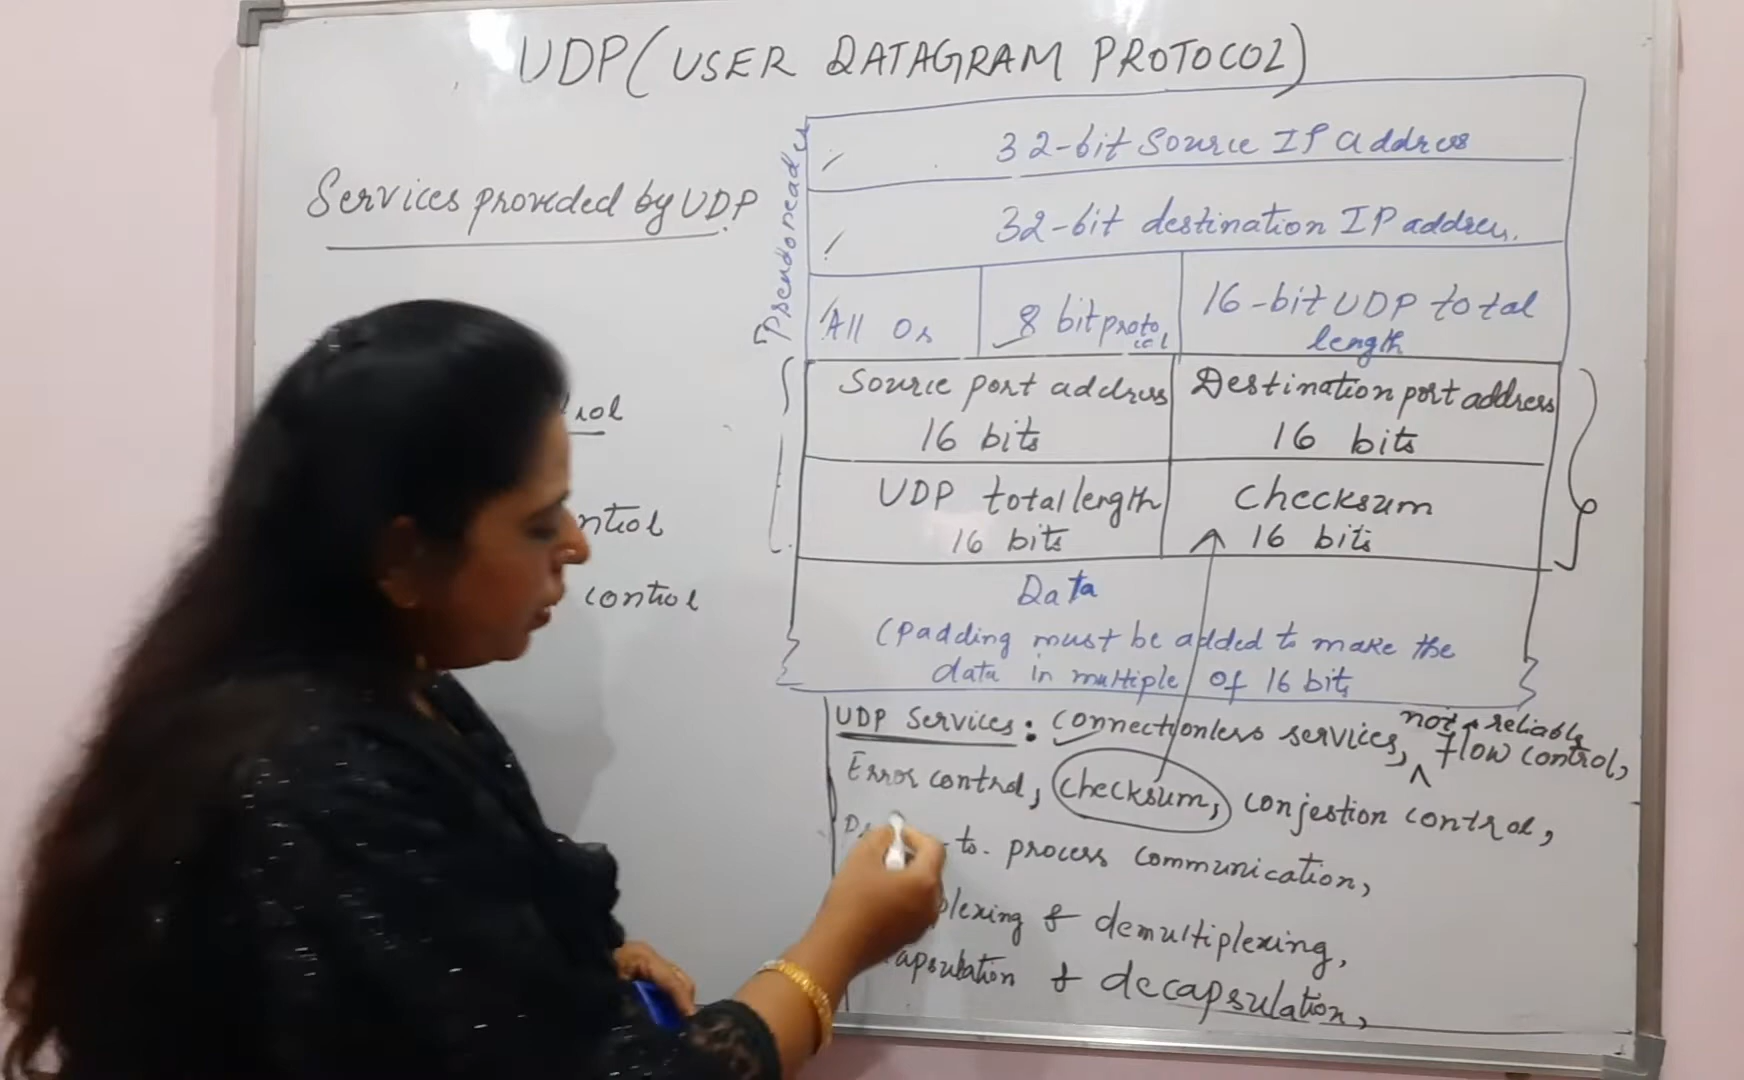 UDP (USER DATAGRAM PROTOCOL)
Services provided by UDP
ntrol
control
Pseudoheader
32-bit Source IP address
32-bit destination IP address.
All 0s
8 bit protocol
16-bit UDP total
length
Source port address
16 bits
Destination port address
16 bits
UDP total length
16 bits
Checksum
16 bits
Data
(Padding must be added to make the
data in multiple of 16 bits
UDP Services: Connectionless services, not reliable flow control,
Error control, checksum, conjestion control,
to. process communication,
plexing & demultiplexing,
apsulation & decapsulation,